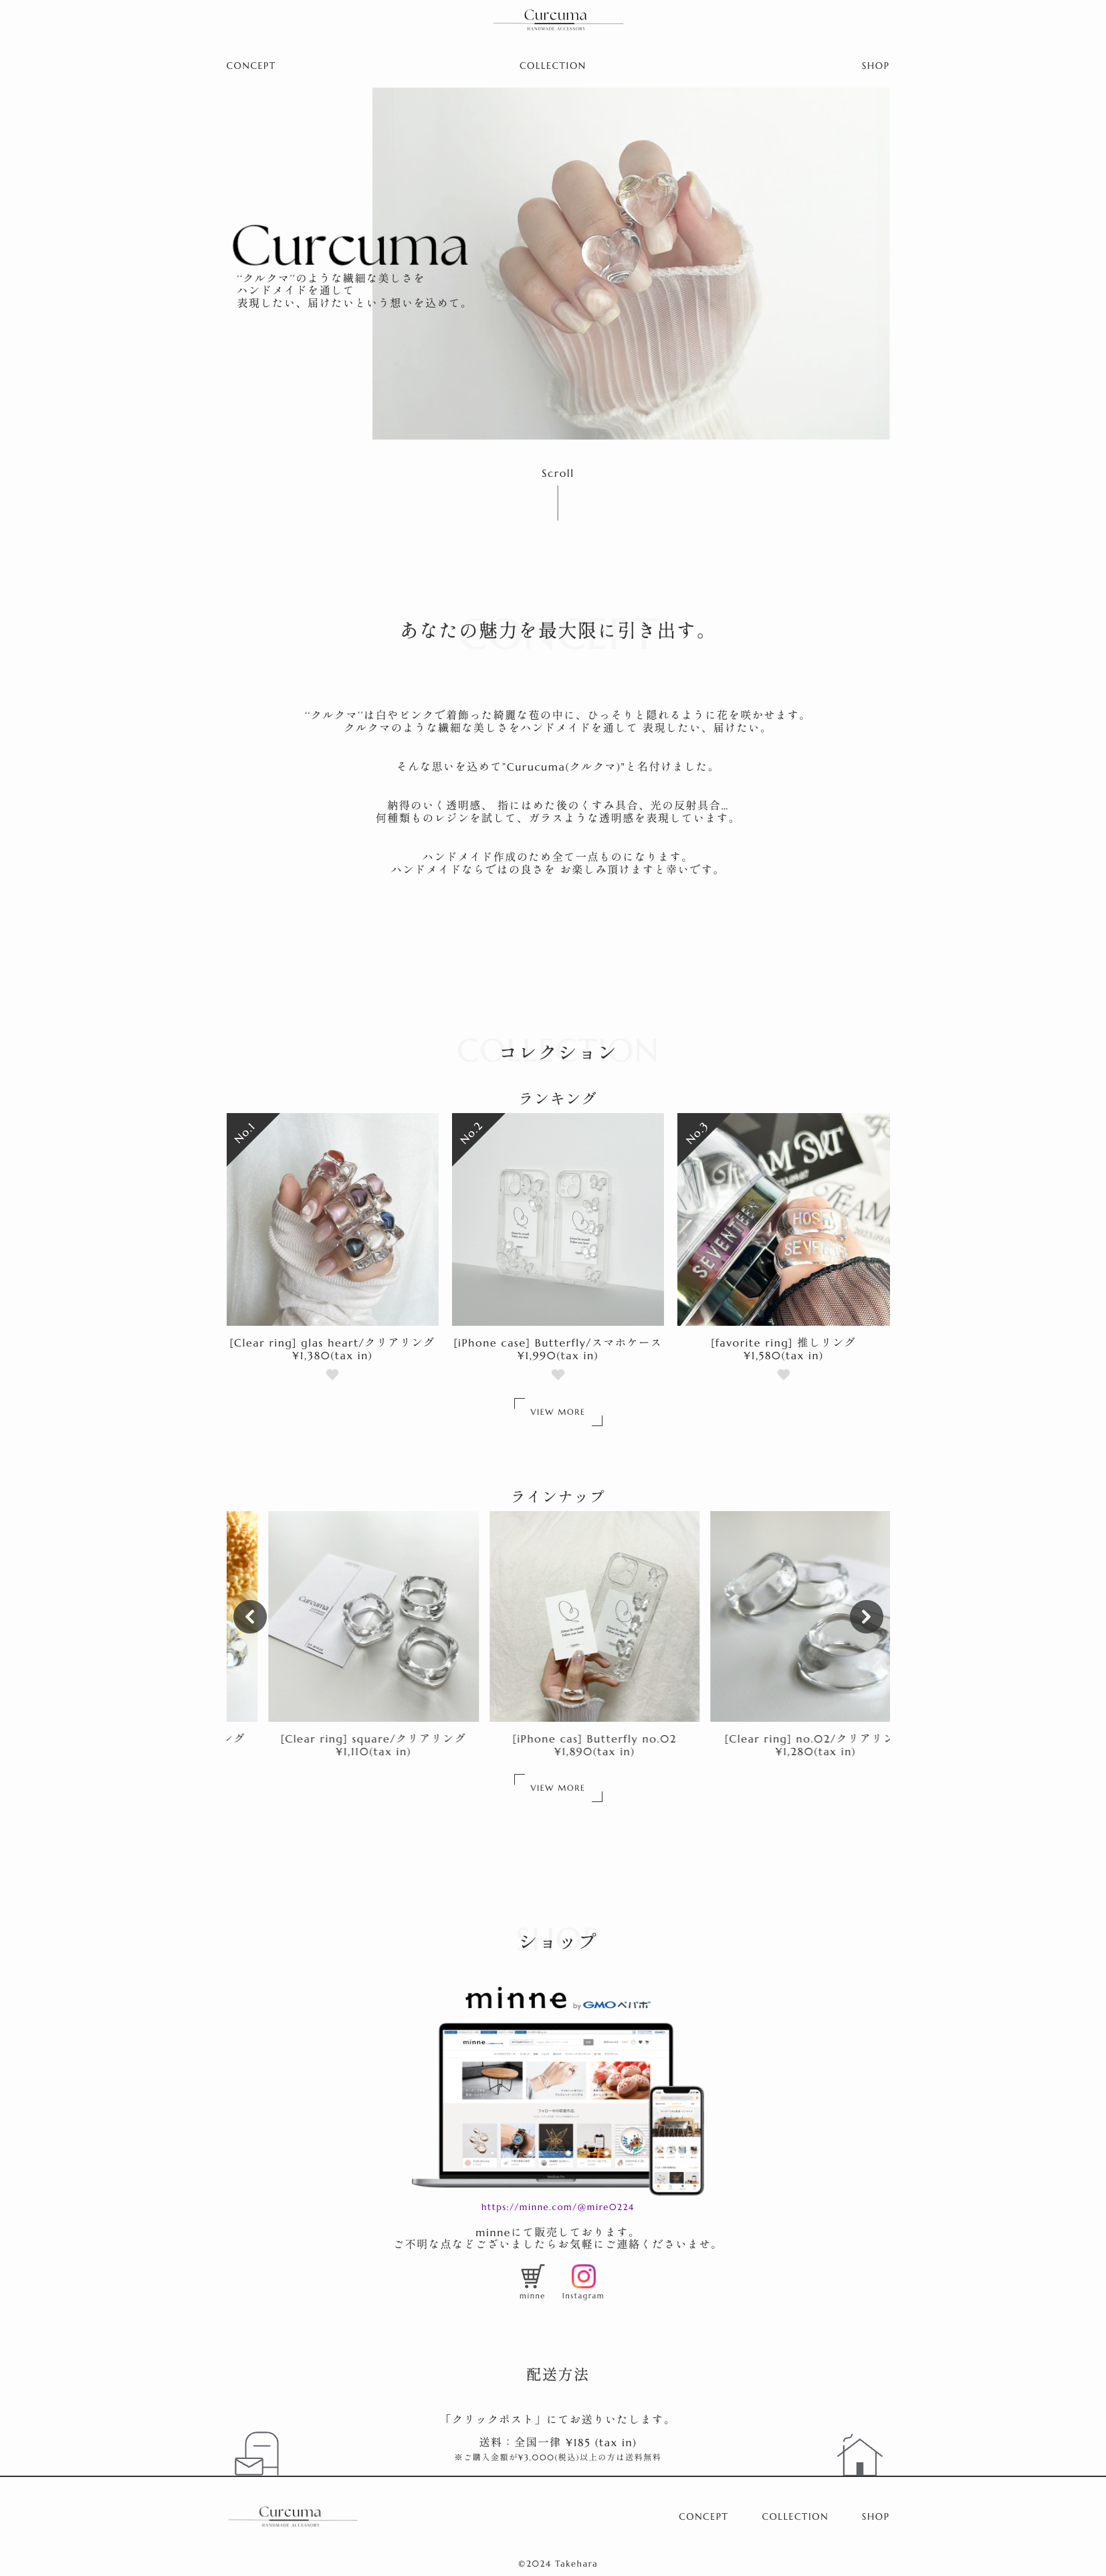 Curcuma
HANDMADE ACCESSORY
CONCEPT
COLLECTION
SHOP
Curcuma
“クルクマ”のような繊細な美しさを
ハンドメイドを通して
表現したい、届けたいという想いを込めて。
Scroll
CONCEPT
あなたの魅力を最大限に引き出す。
“クルクマ”は白やピンクで着飾った綺麗な苞の中に、ひっそりと隠れるように花を咲かせます。
クルクマのような繊細な美しさをハンドメイドを通して 表現したい、届けたい。
そんな思いを込めて”Curucuma(クルクマ)"と名付けました。
納得のいく透明感、 指にはめた後のくすみ具合、光の反射具合…
何種類ものレジンを試して、ガラスような透明感を表現しています。
ハンドメイド作成のため全て一点ものになります。
ハンドメイドならではの良さを お楽しみ頂けますと幸いです。
COLLECTION
コレクション
ランキング
No.1
No.2
No.3
SEVENTEEN
HOSH
SEVEN
[Clear ring] glas heart/クリアリング
¥1,380(tax in)
[iPhone case] Butterfly/スマホケース
¥1,990(tax in)
[favorite ring] 推しリング
¥1,580(tax in)
VIEW MORE
ラインナップ
Curcuma
ング
[Clear ring] square/クリアリング
¥1,110(tax in)
[iPhone cas] Butterfly no.02
¥1,890(tax in)
[Clear ring] no.02/クリアリン
¥1,280(tax in)
VIEW MORE
SHOP
ショップ
minne by GMOペパボ
minne
https://minne.com/@mire0224
minneにて販売しております。
ご不明な点などございましたらお気軽にご連絡くださいませ。
minne
Instagram
配送方法
「クリックポスト」にてお送りいたします。
送料：全国一律 ¥185 (tax in)
※ご購入金額が¥3,000(税込)以上の方は送料無料
Curcuma
HANDMADE ACCESSORY
CONCEPT
COLLECTION
SHOP
©2024 Takehara